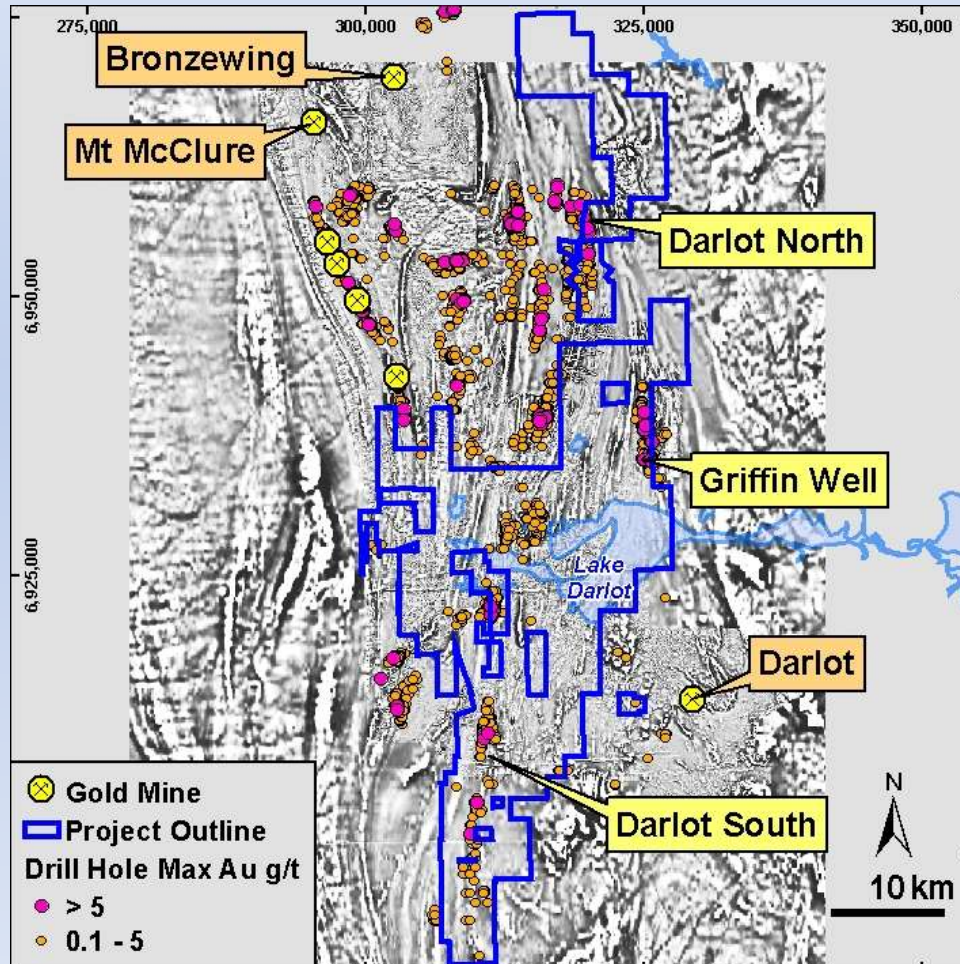 275,000
300,000
325,000
350,000
Bronzewing
Mt McClure
Darlot North
6,950,000
Griffin Well
6,925,000
Lake
Darlot
Darlot
Darlot South
Gold Mine
Project Outline
Drill Hole Max Au g/t
> 5
0.1 - 5
N
10 km